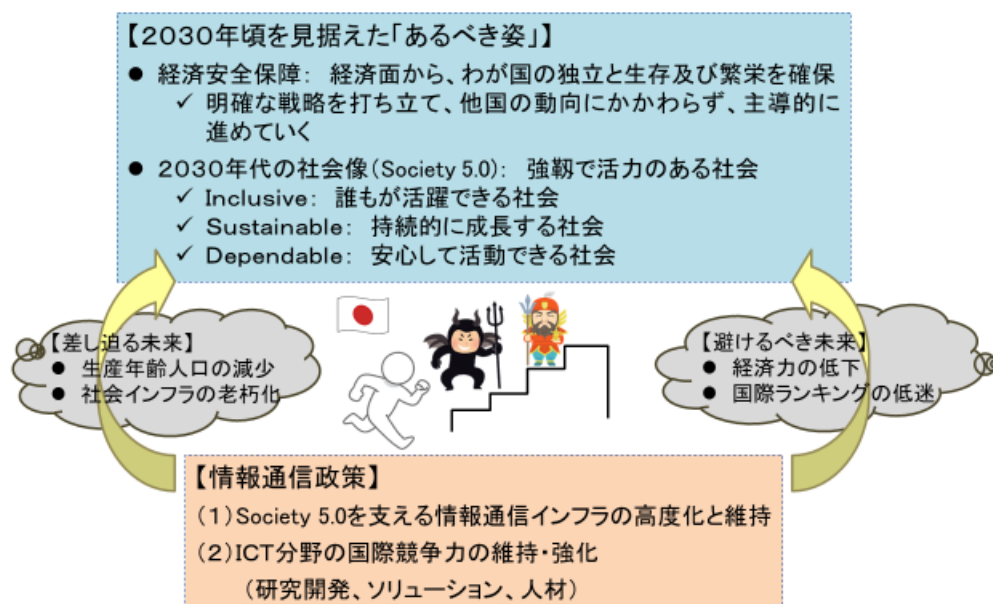 【2030年頃を見据えた「あるべき姿」】
● 経済安全保障： 経済面から、わが国の独立と生存及び繁栄を確保
✓ 明確な戦略を打ち立て、他国の動向にかかわらず、主導的に
進めていく
● 2030年代の社会像（Society 5.0）： 強靱で活力のある社会
✓ Inclusive： 誰もが活躍できる社会
✓ Sustainable： 持続的に成長する社会
✓ Dependable： 安心して活動できる社会
【差し迫る未来】
● 生産年齢人口の減少
● 社会インフラの老朽化
【避けるべき未来】
● 経済力の低下
● 国際ランキングの低迷
【情報通信政策】
（1）Society 5.0を支える情報通信インフラの高度化と維持
（2）ICT分野の国際競争力の維持・強化
（研究開発、ソリューション、人材）